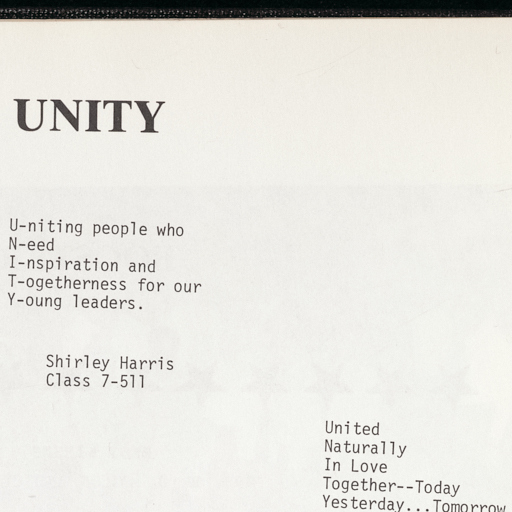 UNITY
U-niting people who
N-eed
I-nspiration and
T-ogetherness for our
Y-oung leaders.
Shirley Harris
Class 7-511
United
Naturally
In Love
Together--Today
Yesterday...Tomorrow